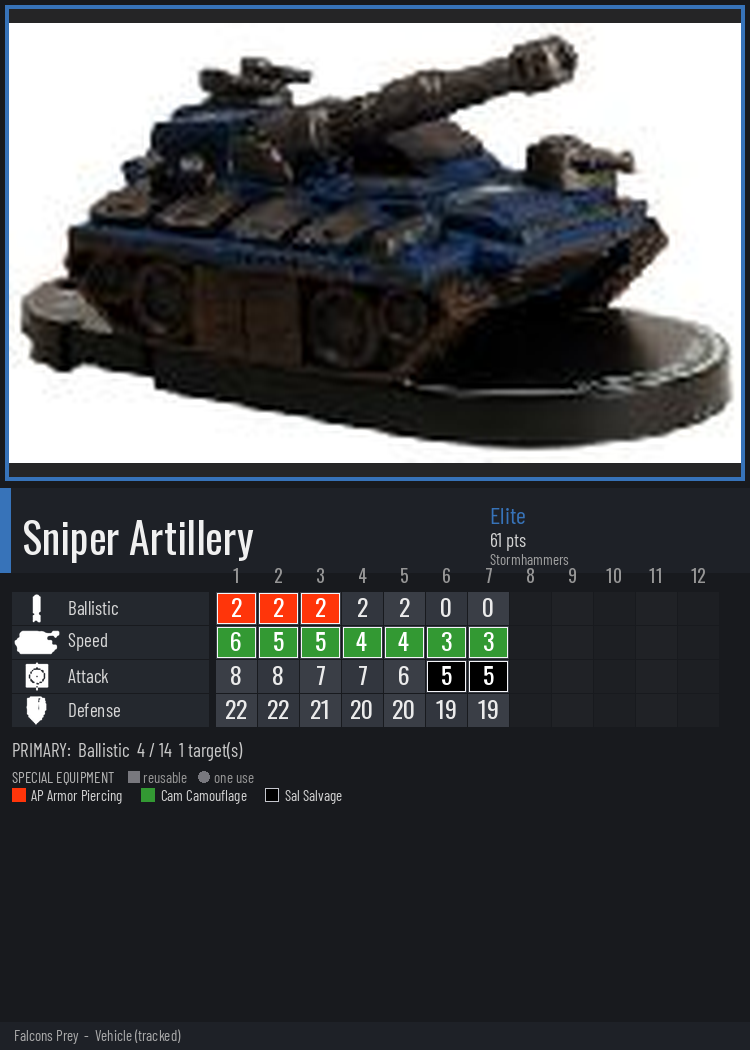 Sniper Artillery
Elite
61 pts
Stormhammers
1 2 3 4 5 6 7 8 9 10 11 12
Ballistic 2 2 2 2 2 0 0
Speed 6 5 5 4 4 3 3
Attack 8 8 7 7 6 5 5
Defense 22 22 21 20 20 19 19
PRIMARY: Ballistic 4 / 14 1 target(s)
SPECIAL EQUIPMENT reusable one use
AP Armor Piercing Cam Camouflage Sal Salvage
Falcons Prey - Vehicle (tracked)